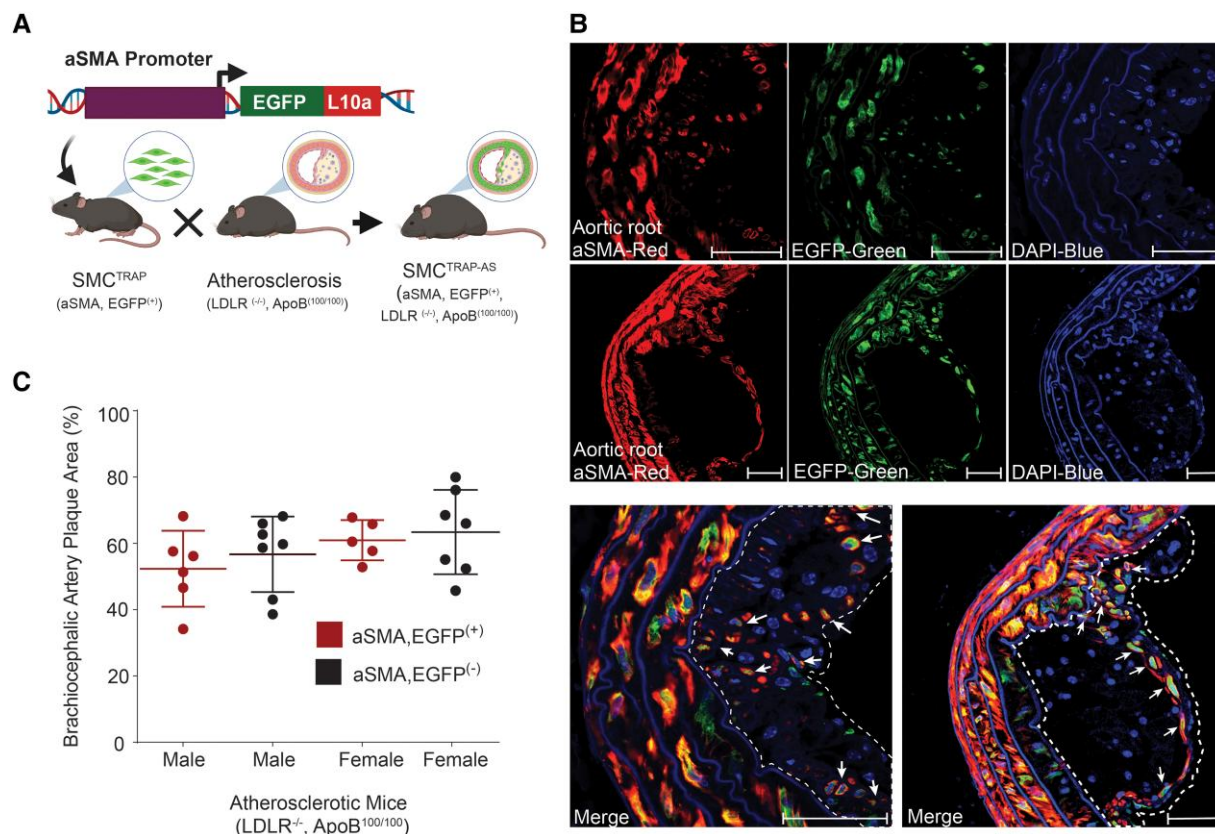 A
aSMA Promoter
EGFP
L10a
SMC^TRAP
(aSMA, EGFP^(+))
Atherosclerosis
(LDLR ^(-/-), ApoB^(100/100))
SMC^TRAP-AS
(aSMA, EGFP^(+),
LDLR ^(-/-), ApoB^(100/100))
B
Aortic root
aSMA-Red
EGFP-Green
DAPI-Blue
Aortic root
aSMA-Red
EGFP-Green
DAPI-Blue
Merge
Merge
C
Brachiocephalic Artery Plaque Area (%)
100
80
60
40
20
0
aSMA,EGFP^(+)
aSMA,EGFP^(-)
Male
Male
Female
Female
Atherosclerotic Mice
(LDLR^-/-, ApoB^100/100)